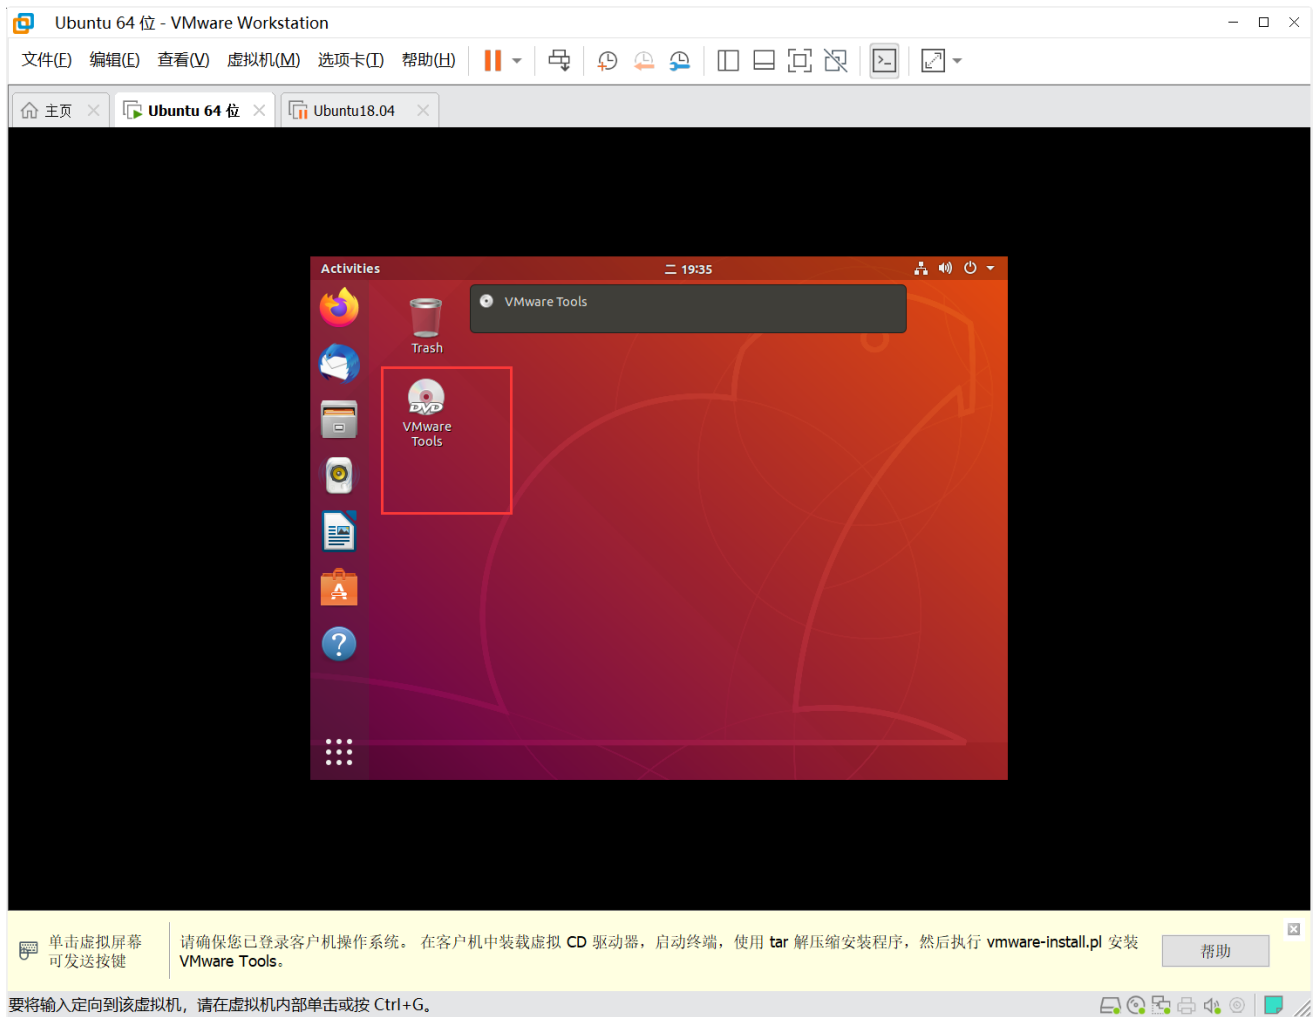 Ubuntu 64 位 - VMware Workstation
文件(F) 编辑(E) 查看(V) 虚拟机(M) 选项卡(T) 帮助(H)
主页 Ubuntu 64 位 Ubuntu18.04
Activities 二 19:35
VMware Tools
Trash
DVD
VMware
Tools
单击虚拟屏幕
可发送按键
请确保您已登录客户机操作系统。 在客户机中装载虚拟 CD 驱动器，启动终端，使用 tar 解压缩安装程序，然后执行 vmware-install.pl 安装
VMware Tools。
帮助
要将输入定向到该虚拟机，请在虚拟机内部单击或按 Ctrl+G。